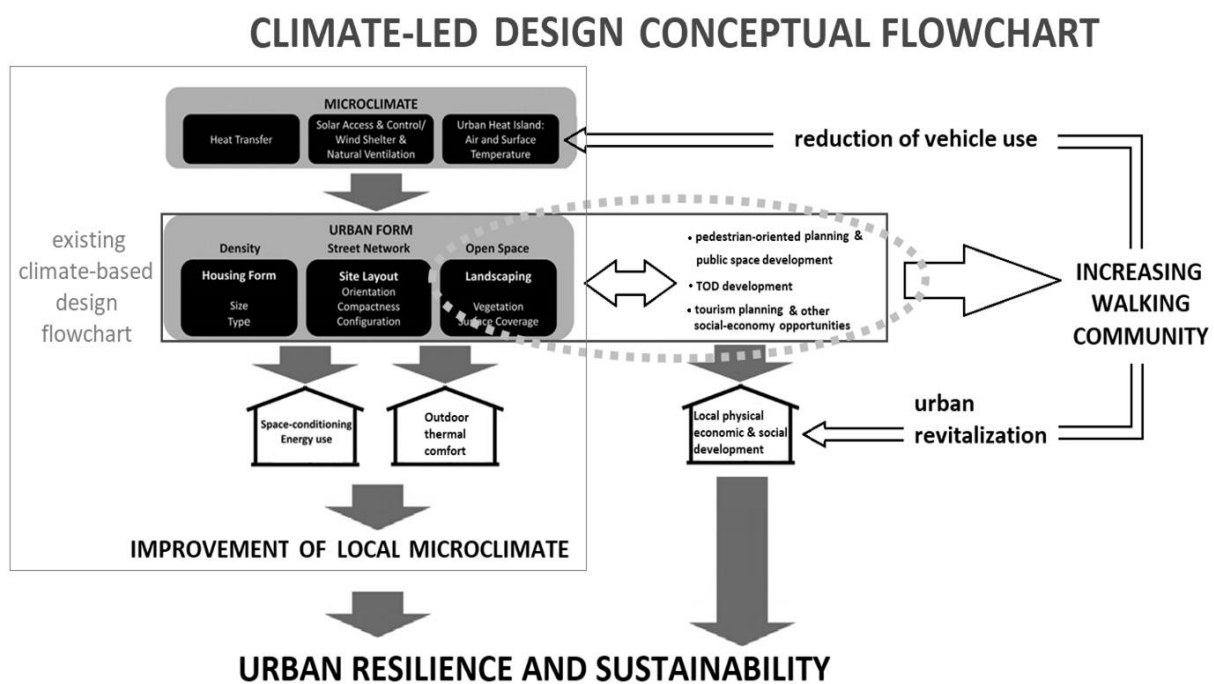 CLIMATE-LED DESIGN CONCEPTUAL FLOWCHART
MICROCLIMATE
Heat Transfer
Solar Access & Control/
Wind Shelter &
Natural Ventilation
Urban Heat Island:
Air and Surface
Temperature
reduction of vehicle use
existing
climate-based
design
flowchart
URBAN FORM
Density
Street Network
Open Space
Housing Form
Size
Type
Site Layout
Orientation
Compactness
Configuration
Landscaping
Vegetation
Surface Coverage
• pedestrian-oriented planning &
public space development
• TOD development
• tourism planning & other
social-economy opportunities
INCREASING
WALKING
COMMUNITY
Space-conditioning
Energy use
Outdoor
thermal
comfort
Local physical
economic & social
development
urban
revitalization
IMPROVEMENT OF LOCAL MICROCLIMATE
URBAN RESILIENCE AND SUSTAINABILITY